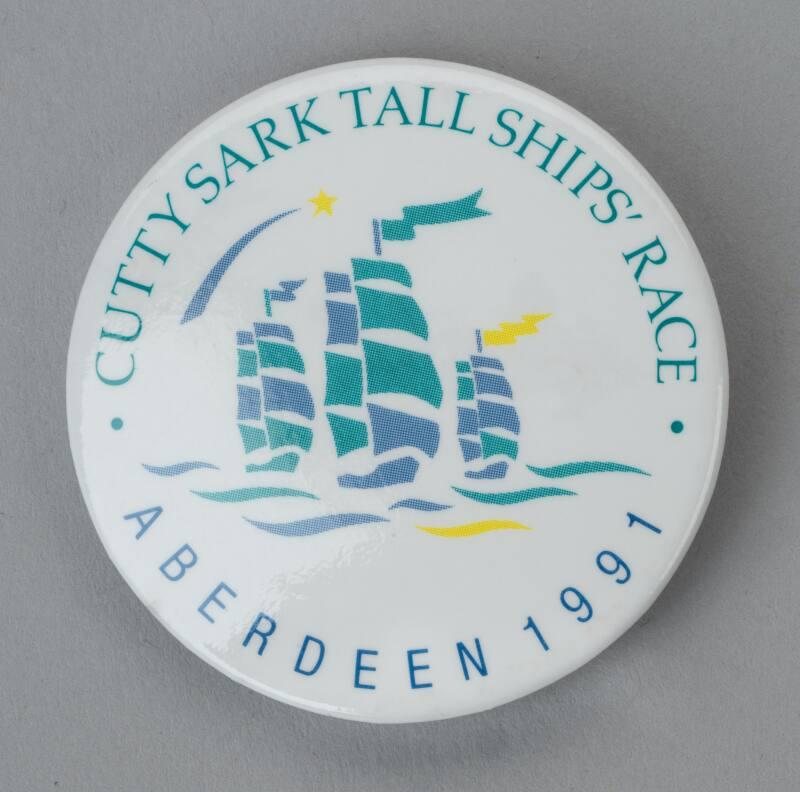 CUTTY SARK TALL SHIPS' RACE
ABERDEEN 1991